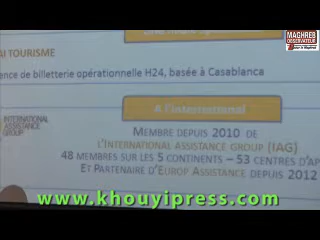 MAGHREB
OBSERVATEUR
AI TOURISME
ence de billetterie opérationnelle H24, basée à Casablanca
A l'international
INTERNATIONAL
ASSISTANCE
GROUP
MEMBRE DEPUIS 2010 DE
L'INTERNATIONAL ASSISTANCE GROUP (IAG)
48 MEMBRES SUR LES 5 CONTINENTS – 53 CENTRES D'AP
ET PARTENAIRE D'EUROP ASSISTANCE DEPUIS 2012
www.khouyipress.com